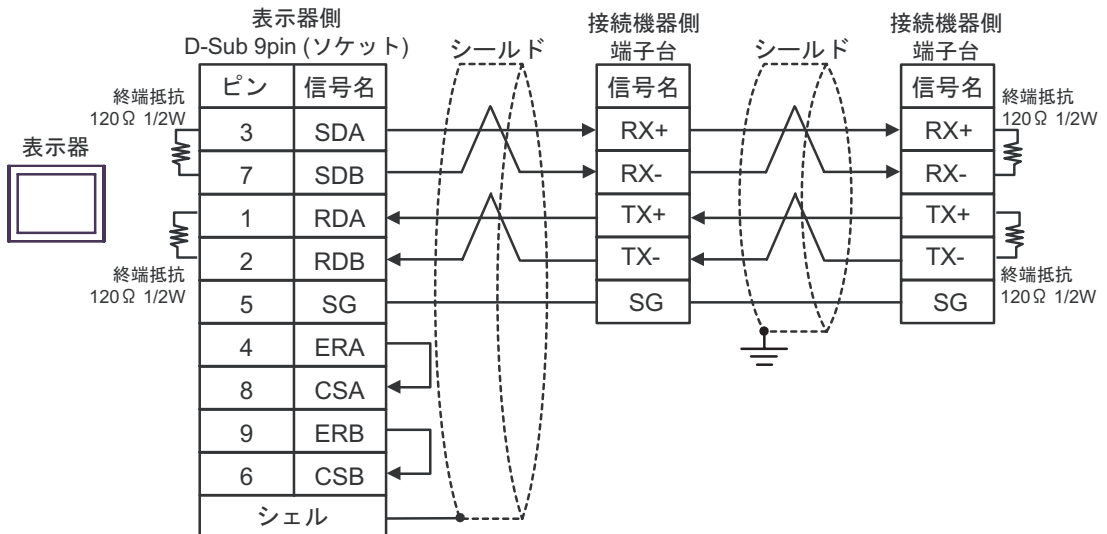 表示器側
D-Sub 9pin (ソケット)
シールド
接続機器側
端子台
シールド
接続機器側
端子台
ピン 信号名
信号名
信号名
終端抵抗
120Ω 1/2W
終端抵抗
120Ω 1/2W
表示器
3 SDA
RX+
RX+
7 SDB
RX-
RX-
1 RDA
TX+
TX+
2 RDB
TX-
TX-
終端抵抗
120Ω 1/2W
終端抵抗
120Ω 1/2W
5 SG
SG
SG
4 ERA
8 CSA
9 ERB
6 CSB
シェル